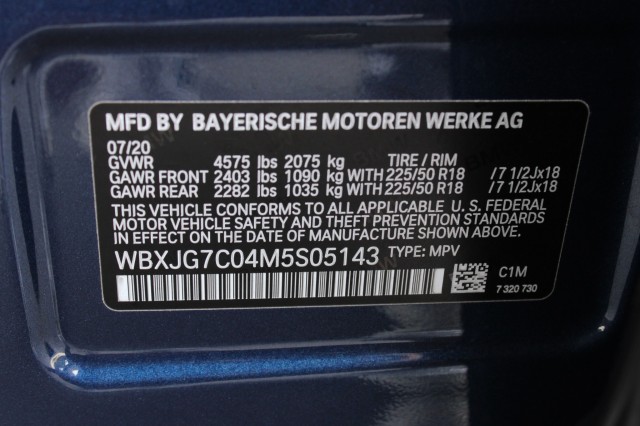 MFD BY BAYERISCHE MOTOREN WERKE AG
07/20
GVWR 4575 lbs 2075 kg TIRE / RIM
GAWR FRONT 2403 lbs 1090 kg WITH 225/50 R18 /7 1/2Jx18
GAWR REAR 2282 lbs 1035 kg WITH 225/50 R18 /7 1/2Jx18
THIS VEHICLE CONFORMS TO ALL APPLICABLE U. S. FEDERAL
MOTOR VEHICLE SAFETY AND THEFT PREVENTION STANDARDS
IN EFFECT ON THE DATE OF MANUFACTURE SHOWN ABOVE.
WBXJG7C04M5S05143 TYPE: MPV
C1M
7 320 730